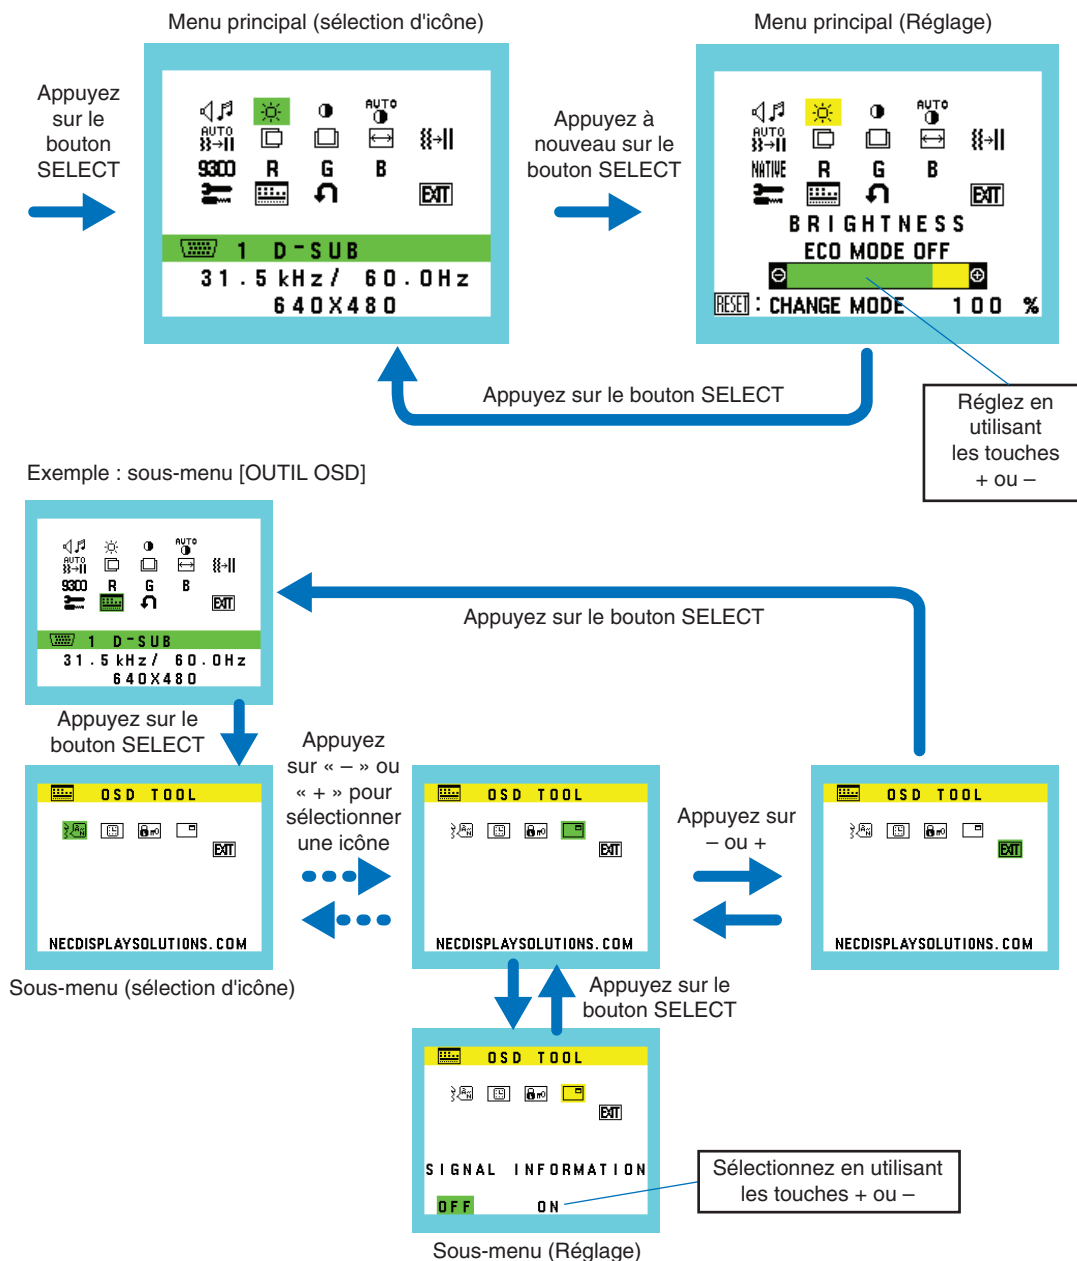 Menu principal (sélection d'icône)
Menu principal (Réglage)
Appuyez
sur le
bouton
SELECT
AUTO
AUTO
9300 R G B
EXIT
1 D-SUB
31.5 kHz/ 60.0Hz
640X480
Appuyez à
nouveau sur le
bouton SELECT
AUTO
AUTO
NATIVE R G B
EXIT
BRIGHTNESS
ECO MODE OFF
RESET : CHANGE MODE 100 %
Appuyez sur le bouton SELECT
Réglez en
utilisant
les touches
+ ou –
Exemple : sous-menu [OUTIL OSD]
AUTO
AUTO
9300 R G B
EXIT
1 D-SUB
31.5 kHz/ 60.0Hz
640X480
Appuyez sur le bouton SELECT
Appuyez sur le
bouton SELECT
OSD TOOL
EXIT
NECDISPLAYSOLUTIONS.COM
Sous-menu (sélection d'icône)
Appuyez
sur « – » ou
« + » pour
sélectionner
une icône
OSD TOOL
EXIT
NECDISPLAYSOLUTIONS.COM
Appuyez sur
– ou +
OSD TOOL
EXIT
NECDISPLAYSOLUTIONS.COM
Appuyez sur le
bouton SELECT
OSD TOOL
EXIT
SIGNAL INFORMATION
OFF ON
Sélectionnez en utilisant
les touches + ou –
Sous-menu (Réglage)